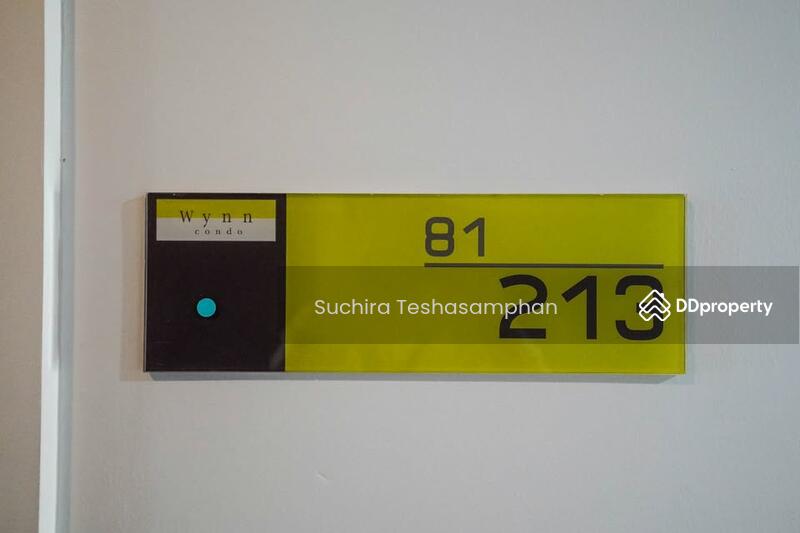 Wynn
condo
81
213
Suchira Teshasamphan
DDproperty